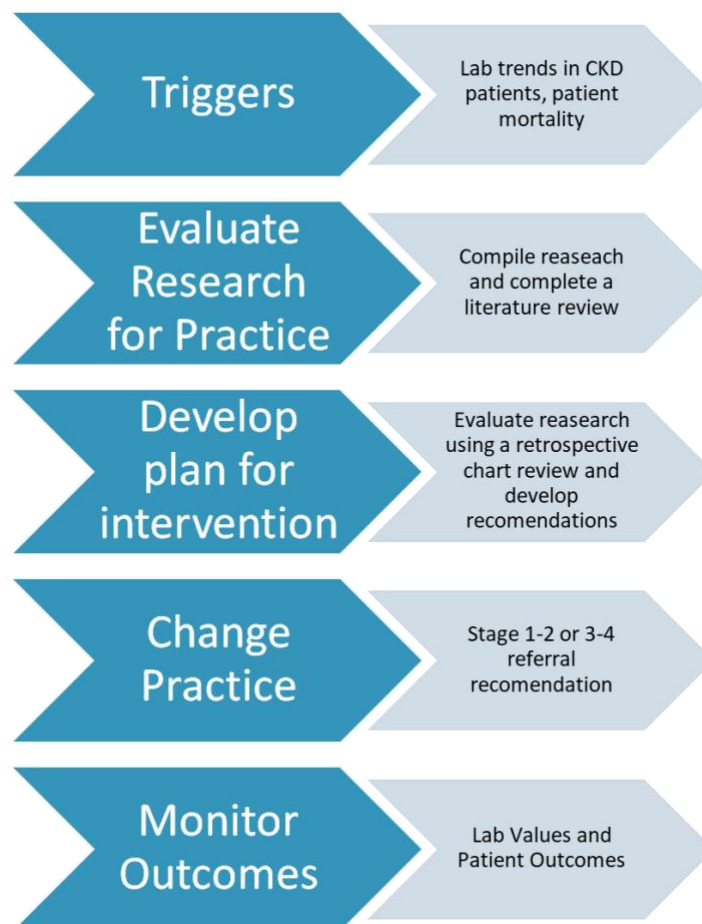 Triggers
Lab trends in CKD
patients, patient
mortality
Evaluate
Research
for Practice
Compile reaseach
and complete a
literature review
Develop
plan for
intervention
Evaluate reasearch
using a retrospective
chart review and
develop
recomendations
Change
Practice
Stage 1-2 or 3-4
referral
recomendation
Monitor
Outcomes
Lab Values and
Patient Outcomes